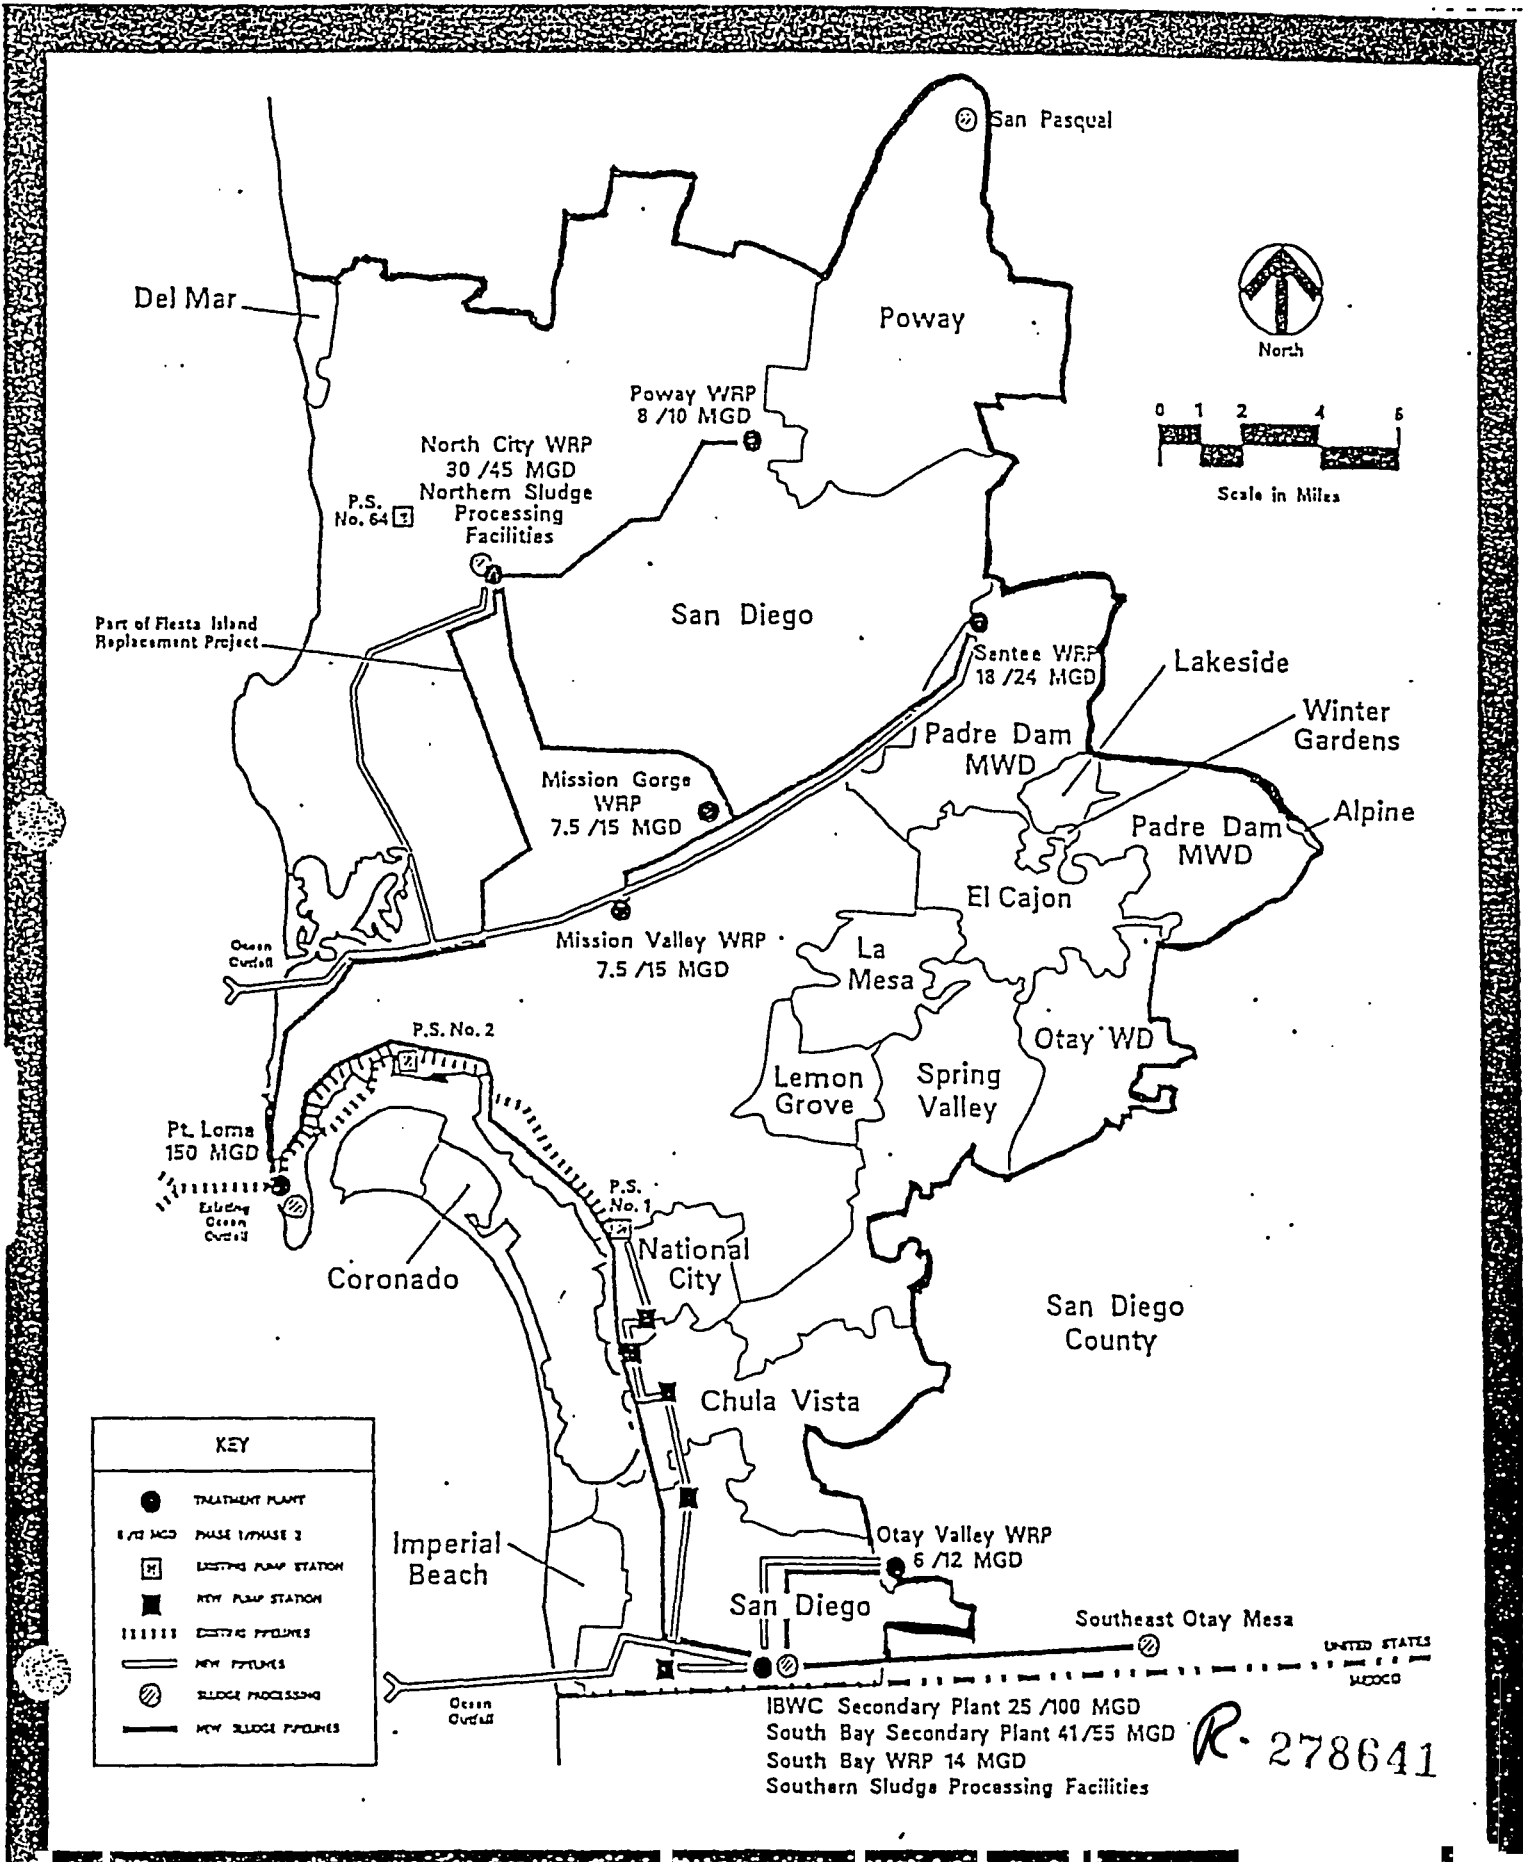 San Pasqual
Del Mar
Poway
North
Poway WRP
8 /10 MGD
0 1 2 4 6
Scale in Miles
North City WRP
30 /45 MGD
Northern Sludge
Processing
Facilities
P.S.
No. 64
San Diego
Part of Fiesta Island
Replacement Project
Santee WRP
18 /24 MGD
Lakeside
Winter
Gardens
Padre Dam
MWD
Mission Gorge
WRP
7.5 /15 MGD
Alpine
Padre Dam
MWD
El Cajon
Mission Valley WRP
7.5 /15 MGD
Ocean
Outfall
La
Mesa
P.S. No. 2
Otay WD
Lemon
Grove
Spring
Valley
Pt. Loma
150 MGD
Existing
Ocean
Outfall
P.S.
No. 1
National
City
Coronado
San Diego
County
Chula Vista
KEY
TREATMENT PLANT
MGD PHASE 1/PHASE 2
EXISTING PUMP STATION
NEW PUMP STATION
EXISTING PIPELINES
NEW PIPELINES
SLUDGE PROCESSING
NEW SLUDGE PIPELINES
Imperial
Beach
Otay Valley WRP
6 /12 MGD
San Diego
Southeast Otay Mesa
UNITED STATES
MEXICO
Ocean
Outfall
IBWC Secondary Plant 25 /100 MGD
South Bay Secondary Plant 41/55 MGD
South Bay WRP 14 MGD
Southern Sludge Processing Facilities
R- 278641